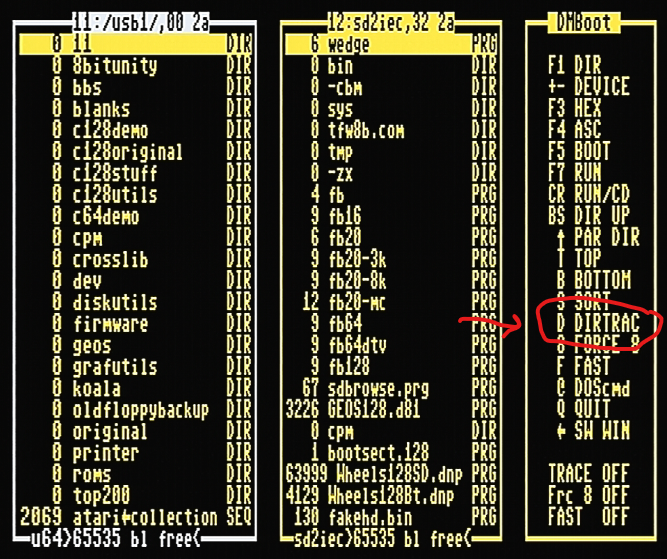 11:/usb1/,00 2a
0 11 DIR
0 8bitunity DIR
0 bbs DIR
0 blanks DIR
0 c128demo DIR
0 c128original DIR
0 c128stuff DIR
0 c128utils DIR
0 c64demo DIR
0 cpm DIR
0 crosslib DIR
0 dev DIR
0 diskutils DIR
0 firmware DIR
0 geos DIR
0 grafutils DIR
0 koala DIR
0 oldfloppybackup DIR
0 original DIR
0 printer DIR
0 roms DIR
0 top200 DIR
2069 atari←collection SEQ
u64>65535 bl free<
12:sd2iec,32 2a
6 wedge PRG
0 bin DIR
0 -cbm DIR
0 sys DIR
0 tfw8b.com DIR
0 tmp DIR
0 -zx DIR
4 fb PRG
9 fb16 PRG
6 fb20 PRG
9 fb20-3k PRG
9 fb20-8k PRG
12 fb20-mc PRG
9 fb64 PRG
9 fb64dtv PRG
9 fb128 PRG
67 sdbrowse.prg PRG
3226 GEOS128.d81 PRG
0 cpm DIR
1 bootsect.128 PRG
63999 Wheels128SD.dnp PRG
4129 Wheels128Bt.dnp PRG
130 fakehd.bin PRG
sd2iec>65535 bl free<
DMBoot
F1 DIR
+- DEVICE
F3 HEX
F4 ASC
F5 BOOT
F7 RUN
CR RUN/CD
BS DIR UP
↑ PAR DIR
T TOP
B BOTTOM
S SORT
D DIRTRAC
8 FORCE 8
F FAST
@ DOScmd
Q QUIT
← SW WIN
TRACE OFF
Frc 8 OFF
FAST OFF